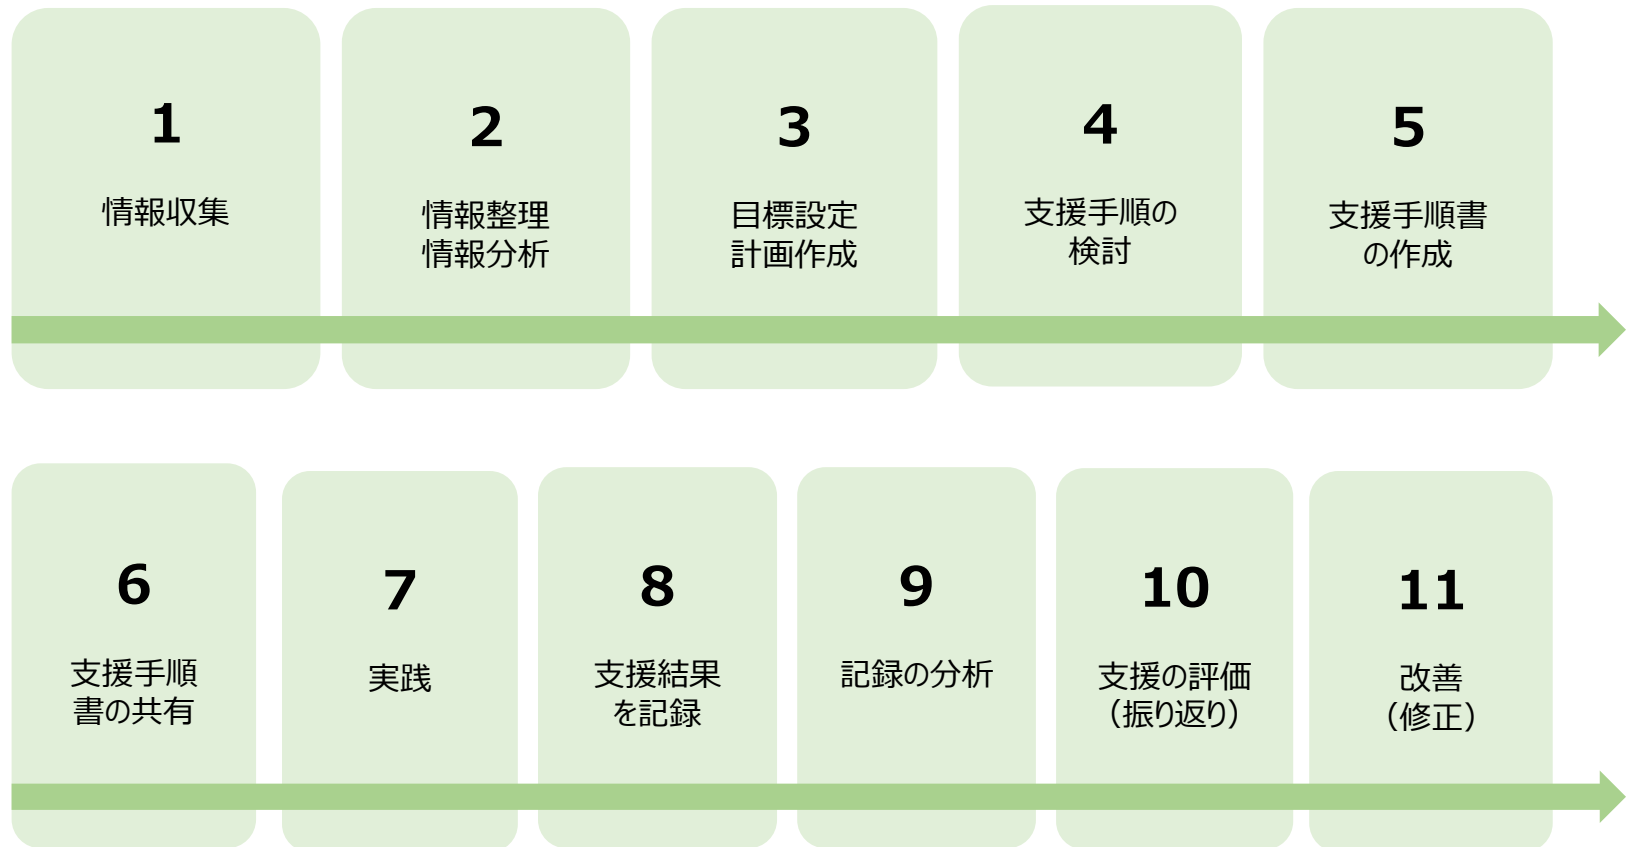 1
情報収集
2
情報整理
情報分析
3
目標設定
計画作成
4
支援手順の
検討
5
支援手順書
の作成
6
支援手順
書の共有
7
実践
8
支援結果
を記録
9
記録の分析
10
支援の評価
（振り返り）
11
改善
（修正）